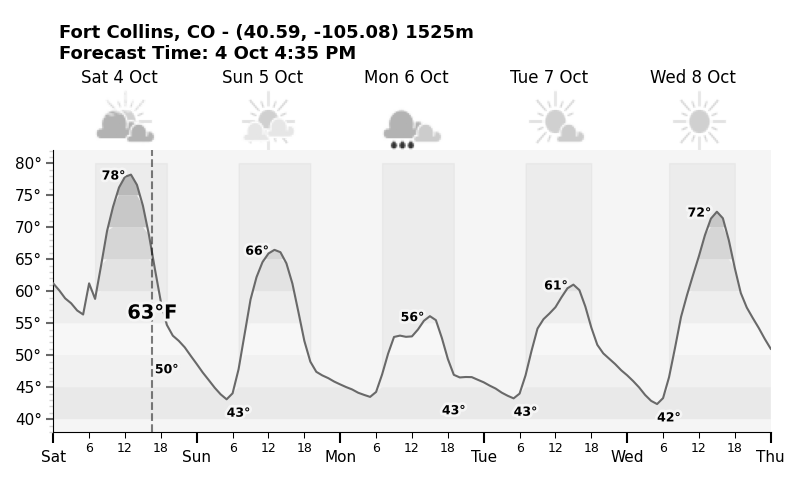 Fort Collins, CO - (40.59, -105.08) 1525m
Forecast Time: 4 Oct 4:35 PM
Sat 4 Oct Sun 5 Oct Mon 6 Oct Tue 7 Oct Wed 8 Oct
80°
78°
75°
72°
70°
66°
65°
61°
60°
63°F
56°
55°
50°
50°
45°
43° 43° 43° 42°
40°
6 12 18 6 12 18 6 12 18 6 12 18 6 12 18
Sat Sun Mon Tue Wed Thu